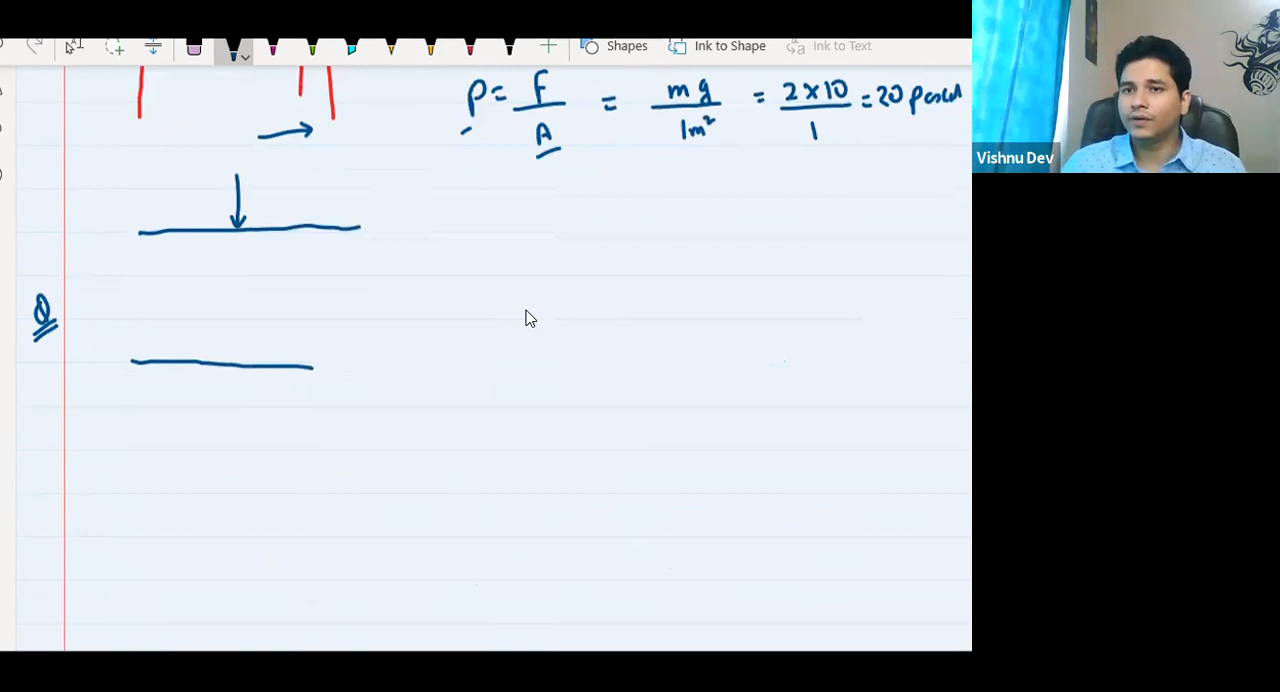 Shapes Ink to Shape Ink to Text
P = F/A = mg/1m² = 2×10/1 = 20 pascal
Q
Vishnu Dev